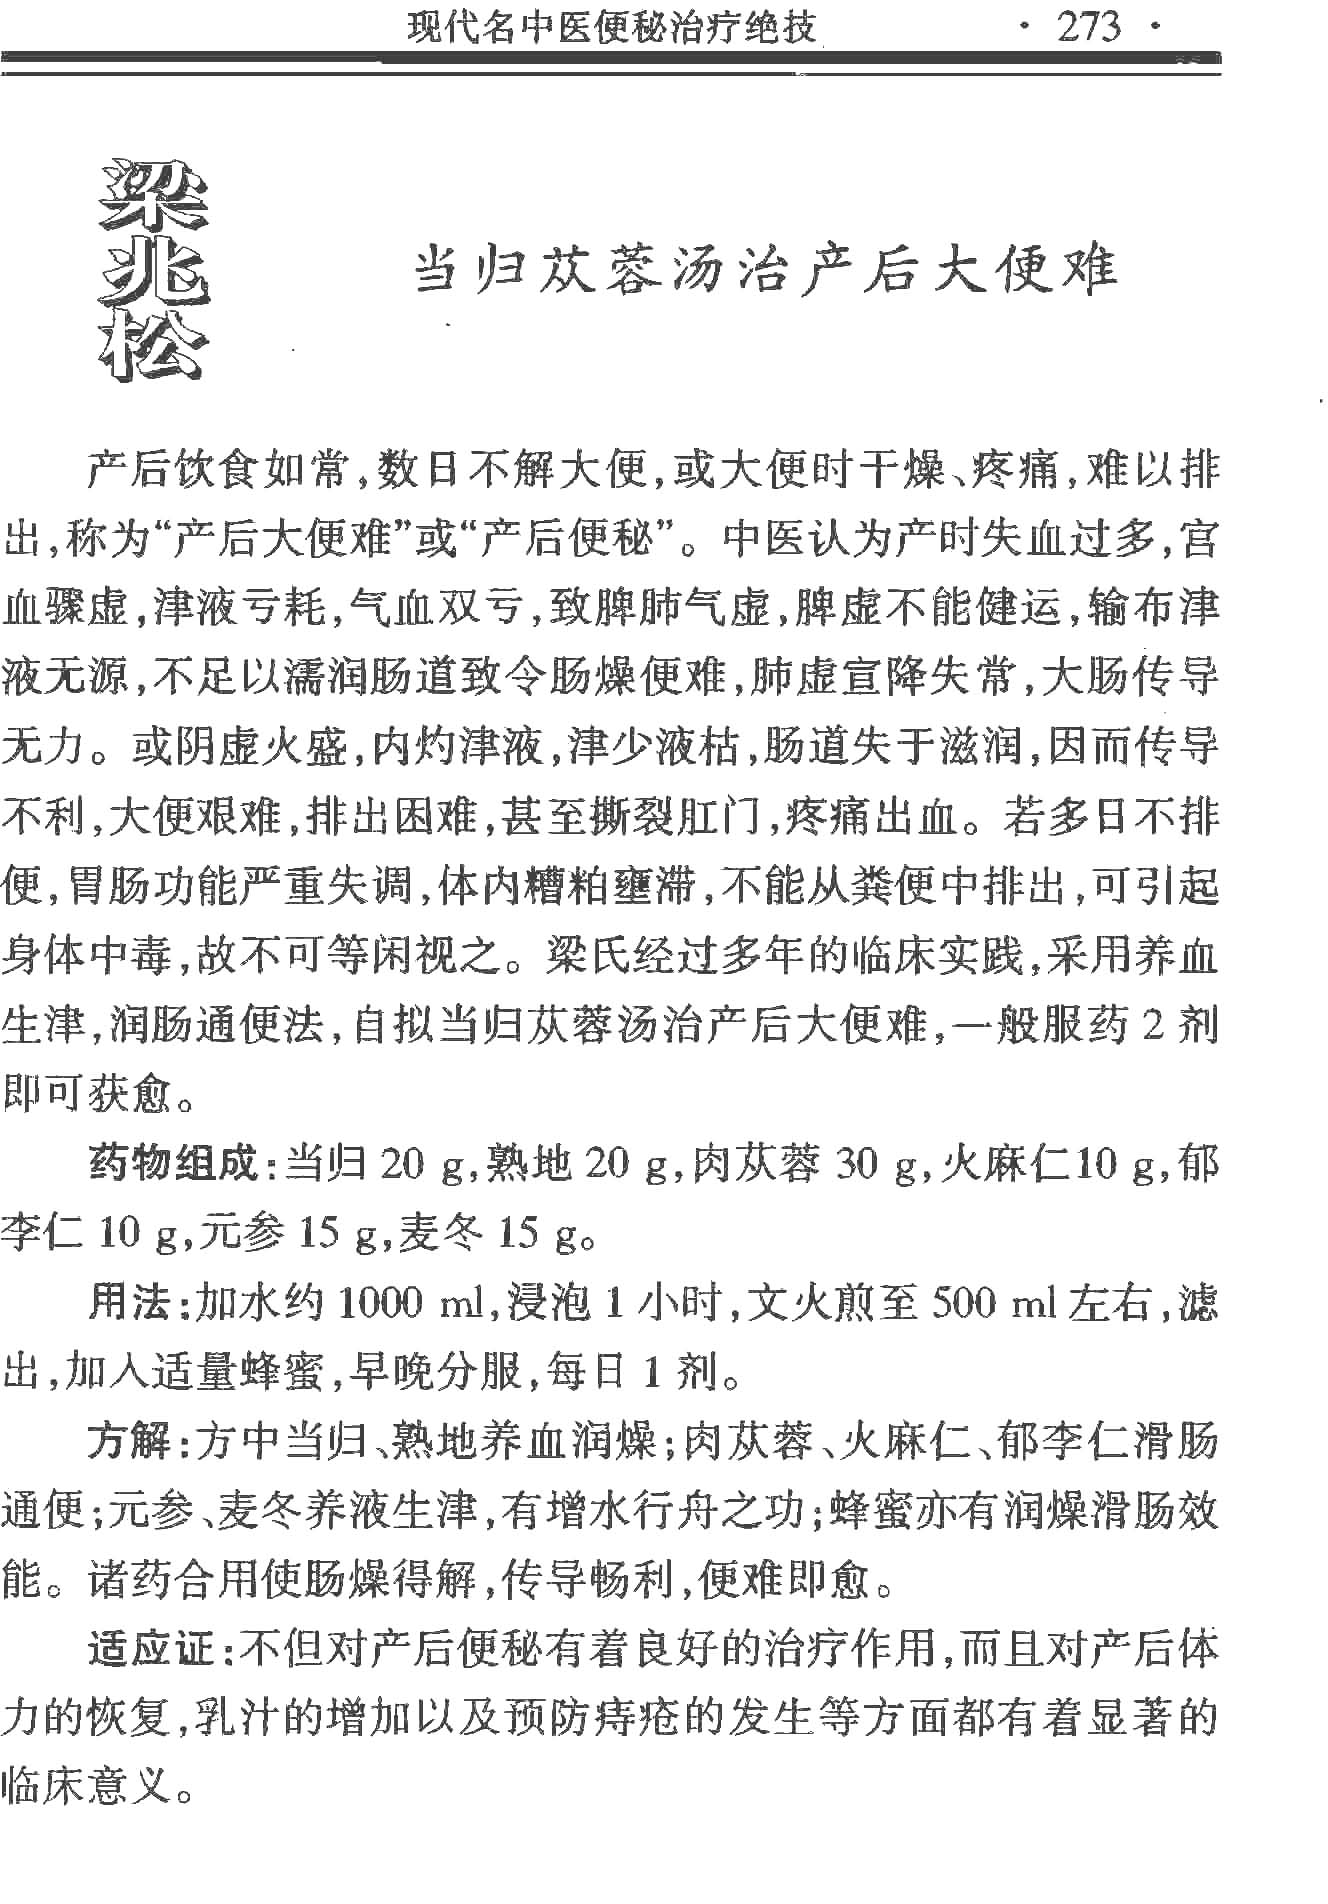 现代名中医便秘治疗绝技 · 273 ·
梁兆松
当归苁蓉汤治产后大便难
产后饮食如常,数日不解大便,或大便时干燥、疼痛,难以排
出,称为“产后大便难”或“产后便秘”。中医认为产时失血过多,宫
血骤虚,津液亏耗,气血双亏,致脾肺气虚,脾虚不能健运,输布津
液无源,不足以濡润肠道致令肠燥便难,肺虚宣降失常,大肠传导
无力。或阴虚火盛,内灼津液,津少液枯,肠道失于滋润,因而传导
不利,大便艰难,排出困难,甚至撕裂肛门,疼痛出血。若多日不排
便,胃肠功能严重失调,体内糟粕壅滞,不能从粪便中排出,可引起
身体中毒,故不可等闲视之。梁氏经过多年的临床实践,采用养血
生津,润肠通便法,自拟当归苁蓉汤治产后大便难,一般服药 2 剂
即可获愈。
药物组成:当归 20 g,熟地 20 g,肉苁蓉 30 g,火麻仁10 g,郁
李仁 10 g,元参 15 g,麦冬 15 g。
用法:加水约 1000 ml,浸泡 1 小时,文火煎至 500 ml 左右,滤
出,加入适量蜂蜜,早晚分服,每日 1 剂。
方解:方中当归、熟地养血润燥;肉苁蓉、火麻仁、郁李仁滑肠
通便;元参、麦冬养液生津,有增水行舟之功;蜂蜜亦有润燥滑肠效
能。诸药合用使肠燥得解,传导畅利,便难即愈。
适应证:不但对产后便秘有着良好的治疗作用,而且对产后体
力的恢复,乳汁的增加以及预防痔疮的发生等方面都有着显著的
临床意义。